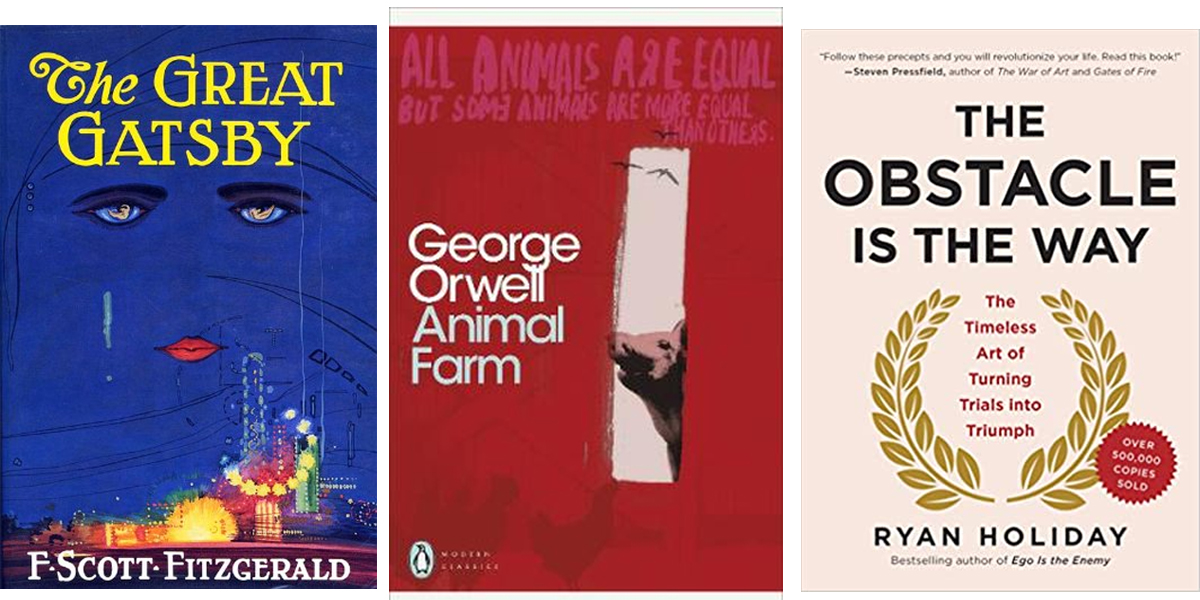 The GREAT
GATSBY
F·SCOTT·FITZGERALD
ALL ANIMALS ARE EQUAL
BUT SOME ANIMALS ARE MORE EQUAL
THAN OTHERS.
George
Orwell
Animal
Farm
MODERN
CLASSICS
“Follow these precepts and you will revolutionize your life. Read this book!”
—Steven Pressfield, author of The War of Art and Gates of Fire
THE
OBSTACLE
IS THE WAY
The
Timeless
Art of
Turning
Trials into
Triumph
OVER
500,000
COPIES
SOLD
RYAN HOLIDAY
Bestselling author of Ego Is the Enemy